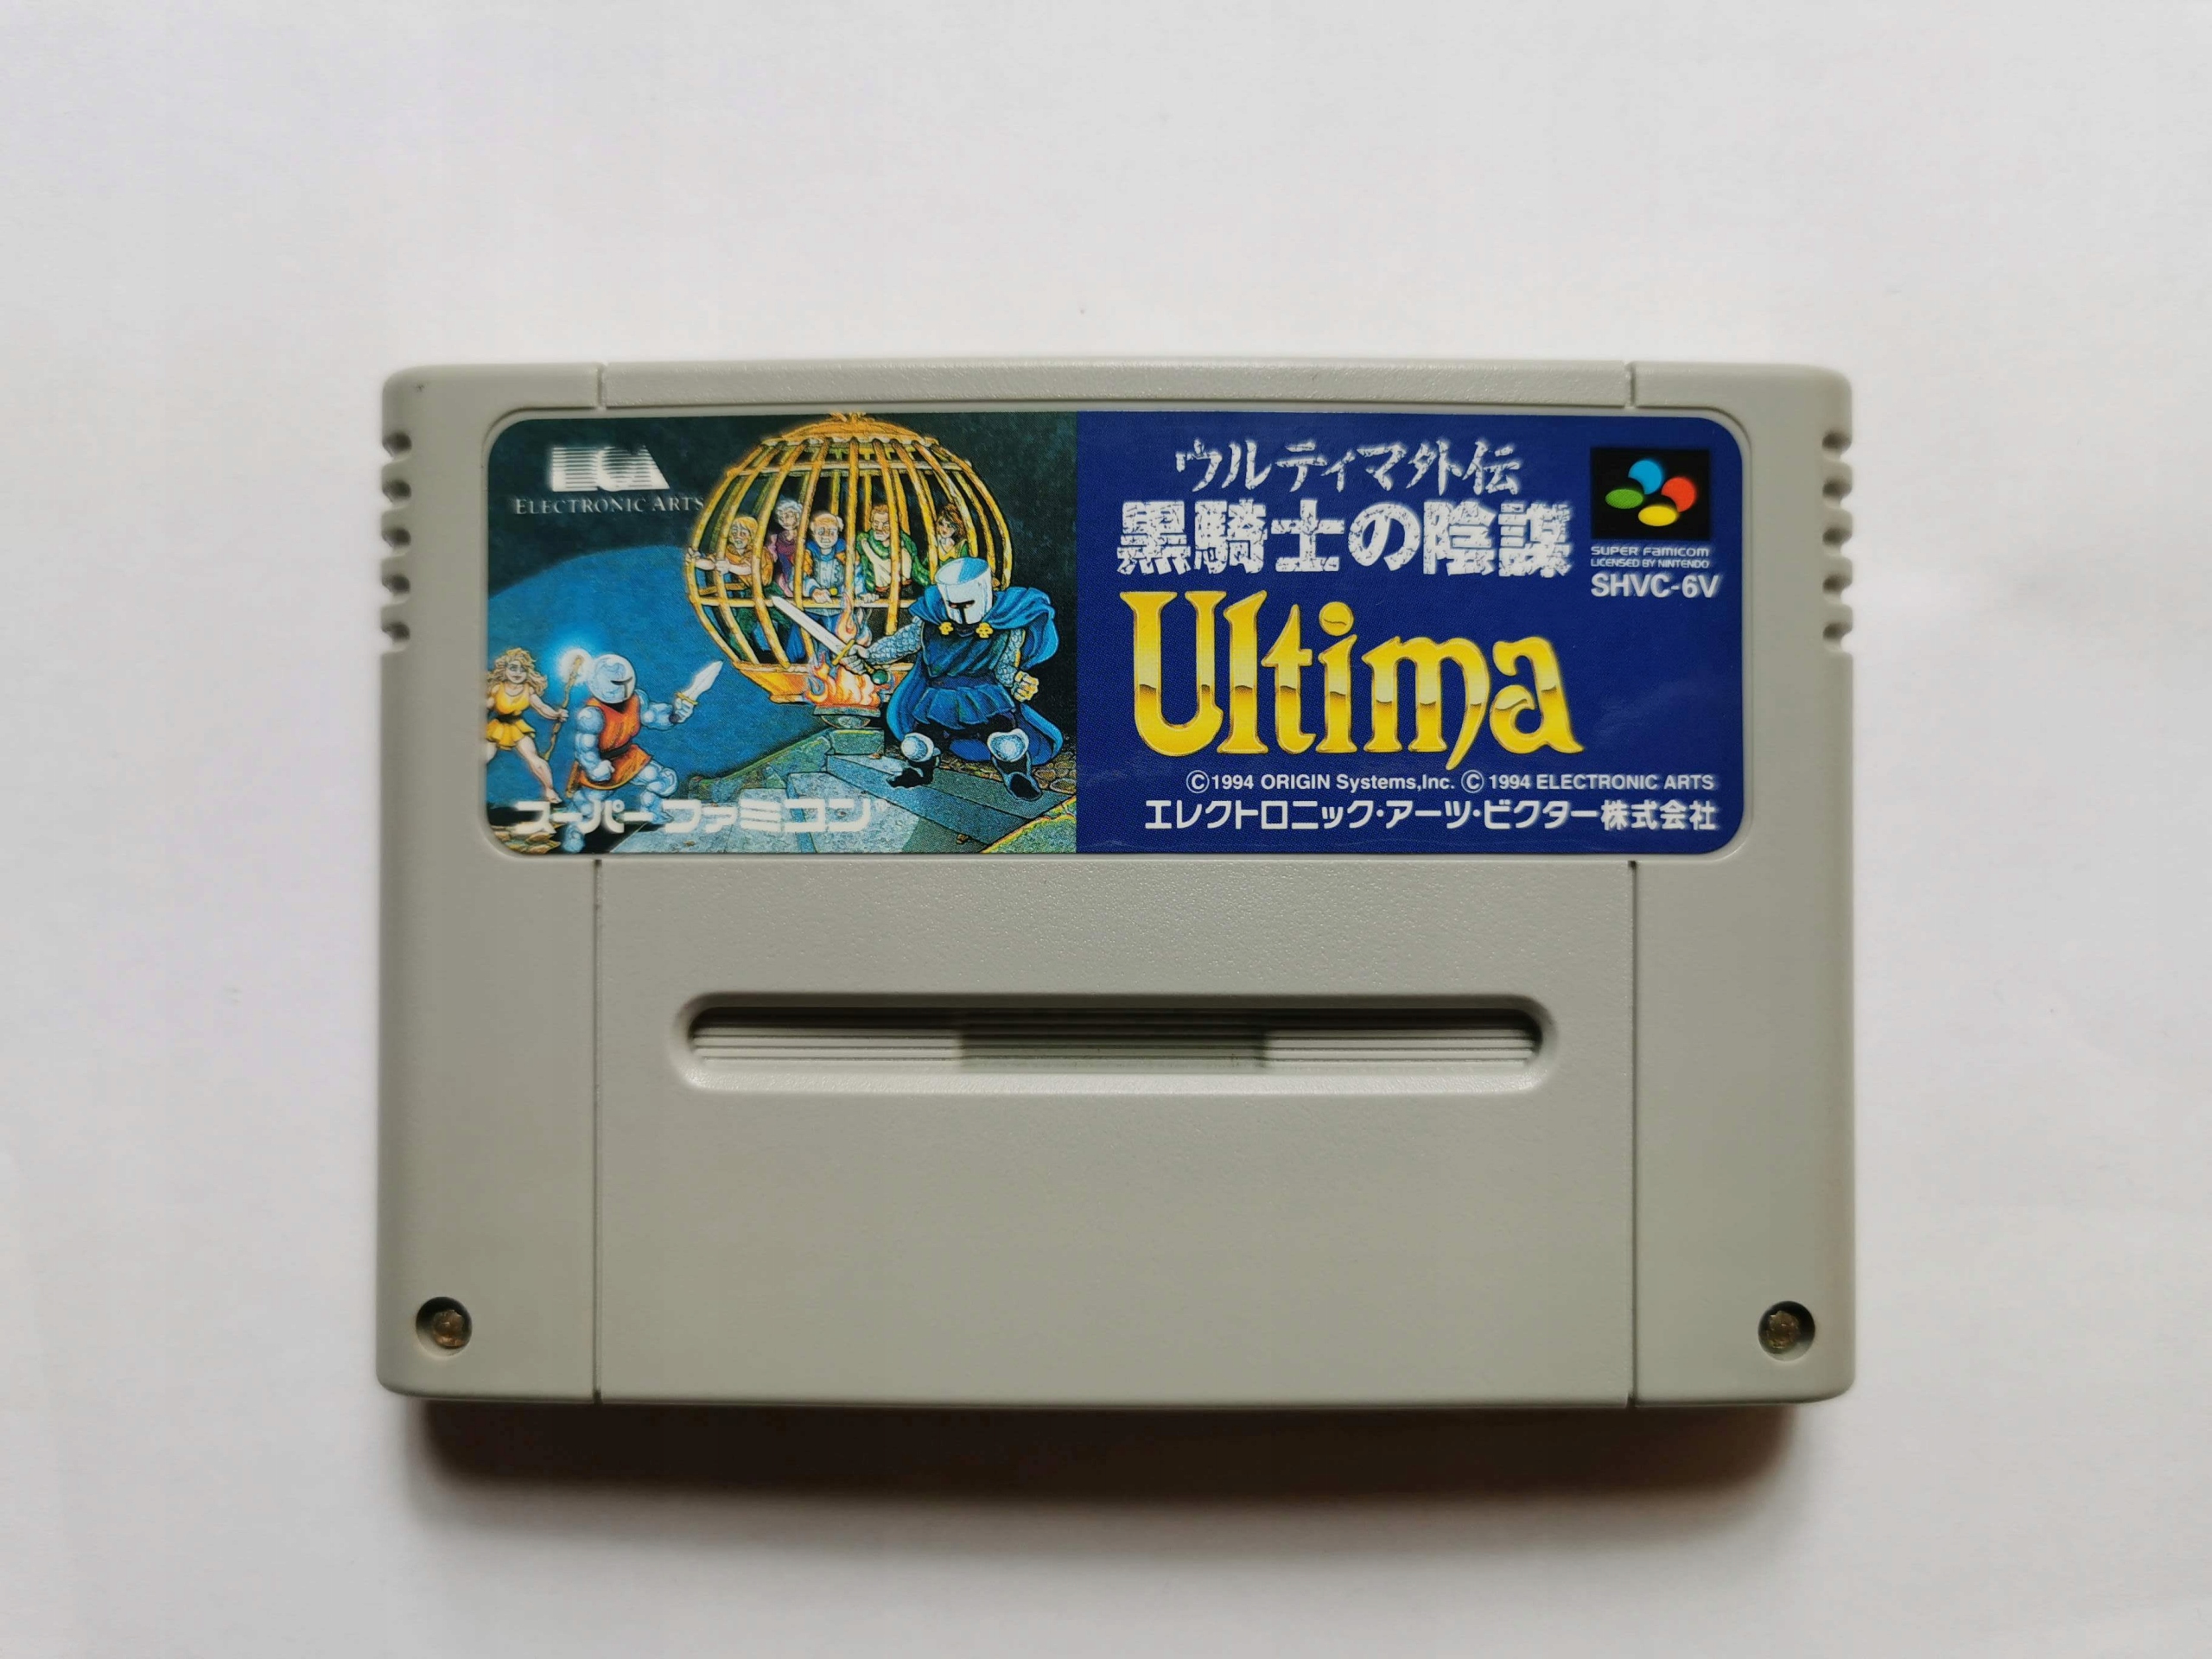 ELECTRONIC ARTS
スーパーファミコン
ウルティマ外伝
黒騎士の陰謀
Ultima
SUPER FAMICOM
LICENSED BY NINTENDO
SHVC-6V
©1994 ORIGIN Systems,Inc. ©1994 ELECTRONIC ARTS
エレクトロニック・アーツ・ビクター株式会社